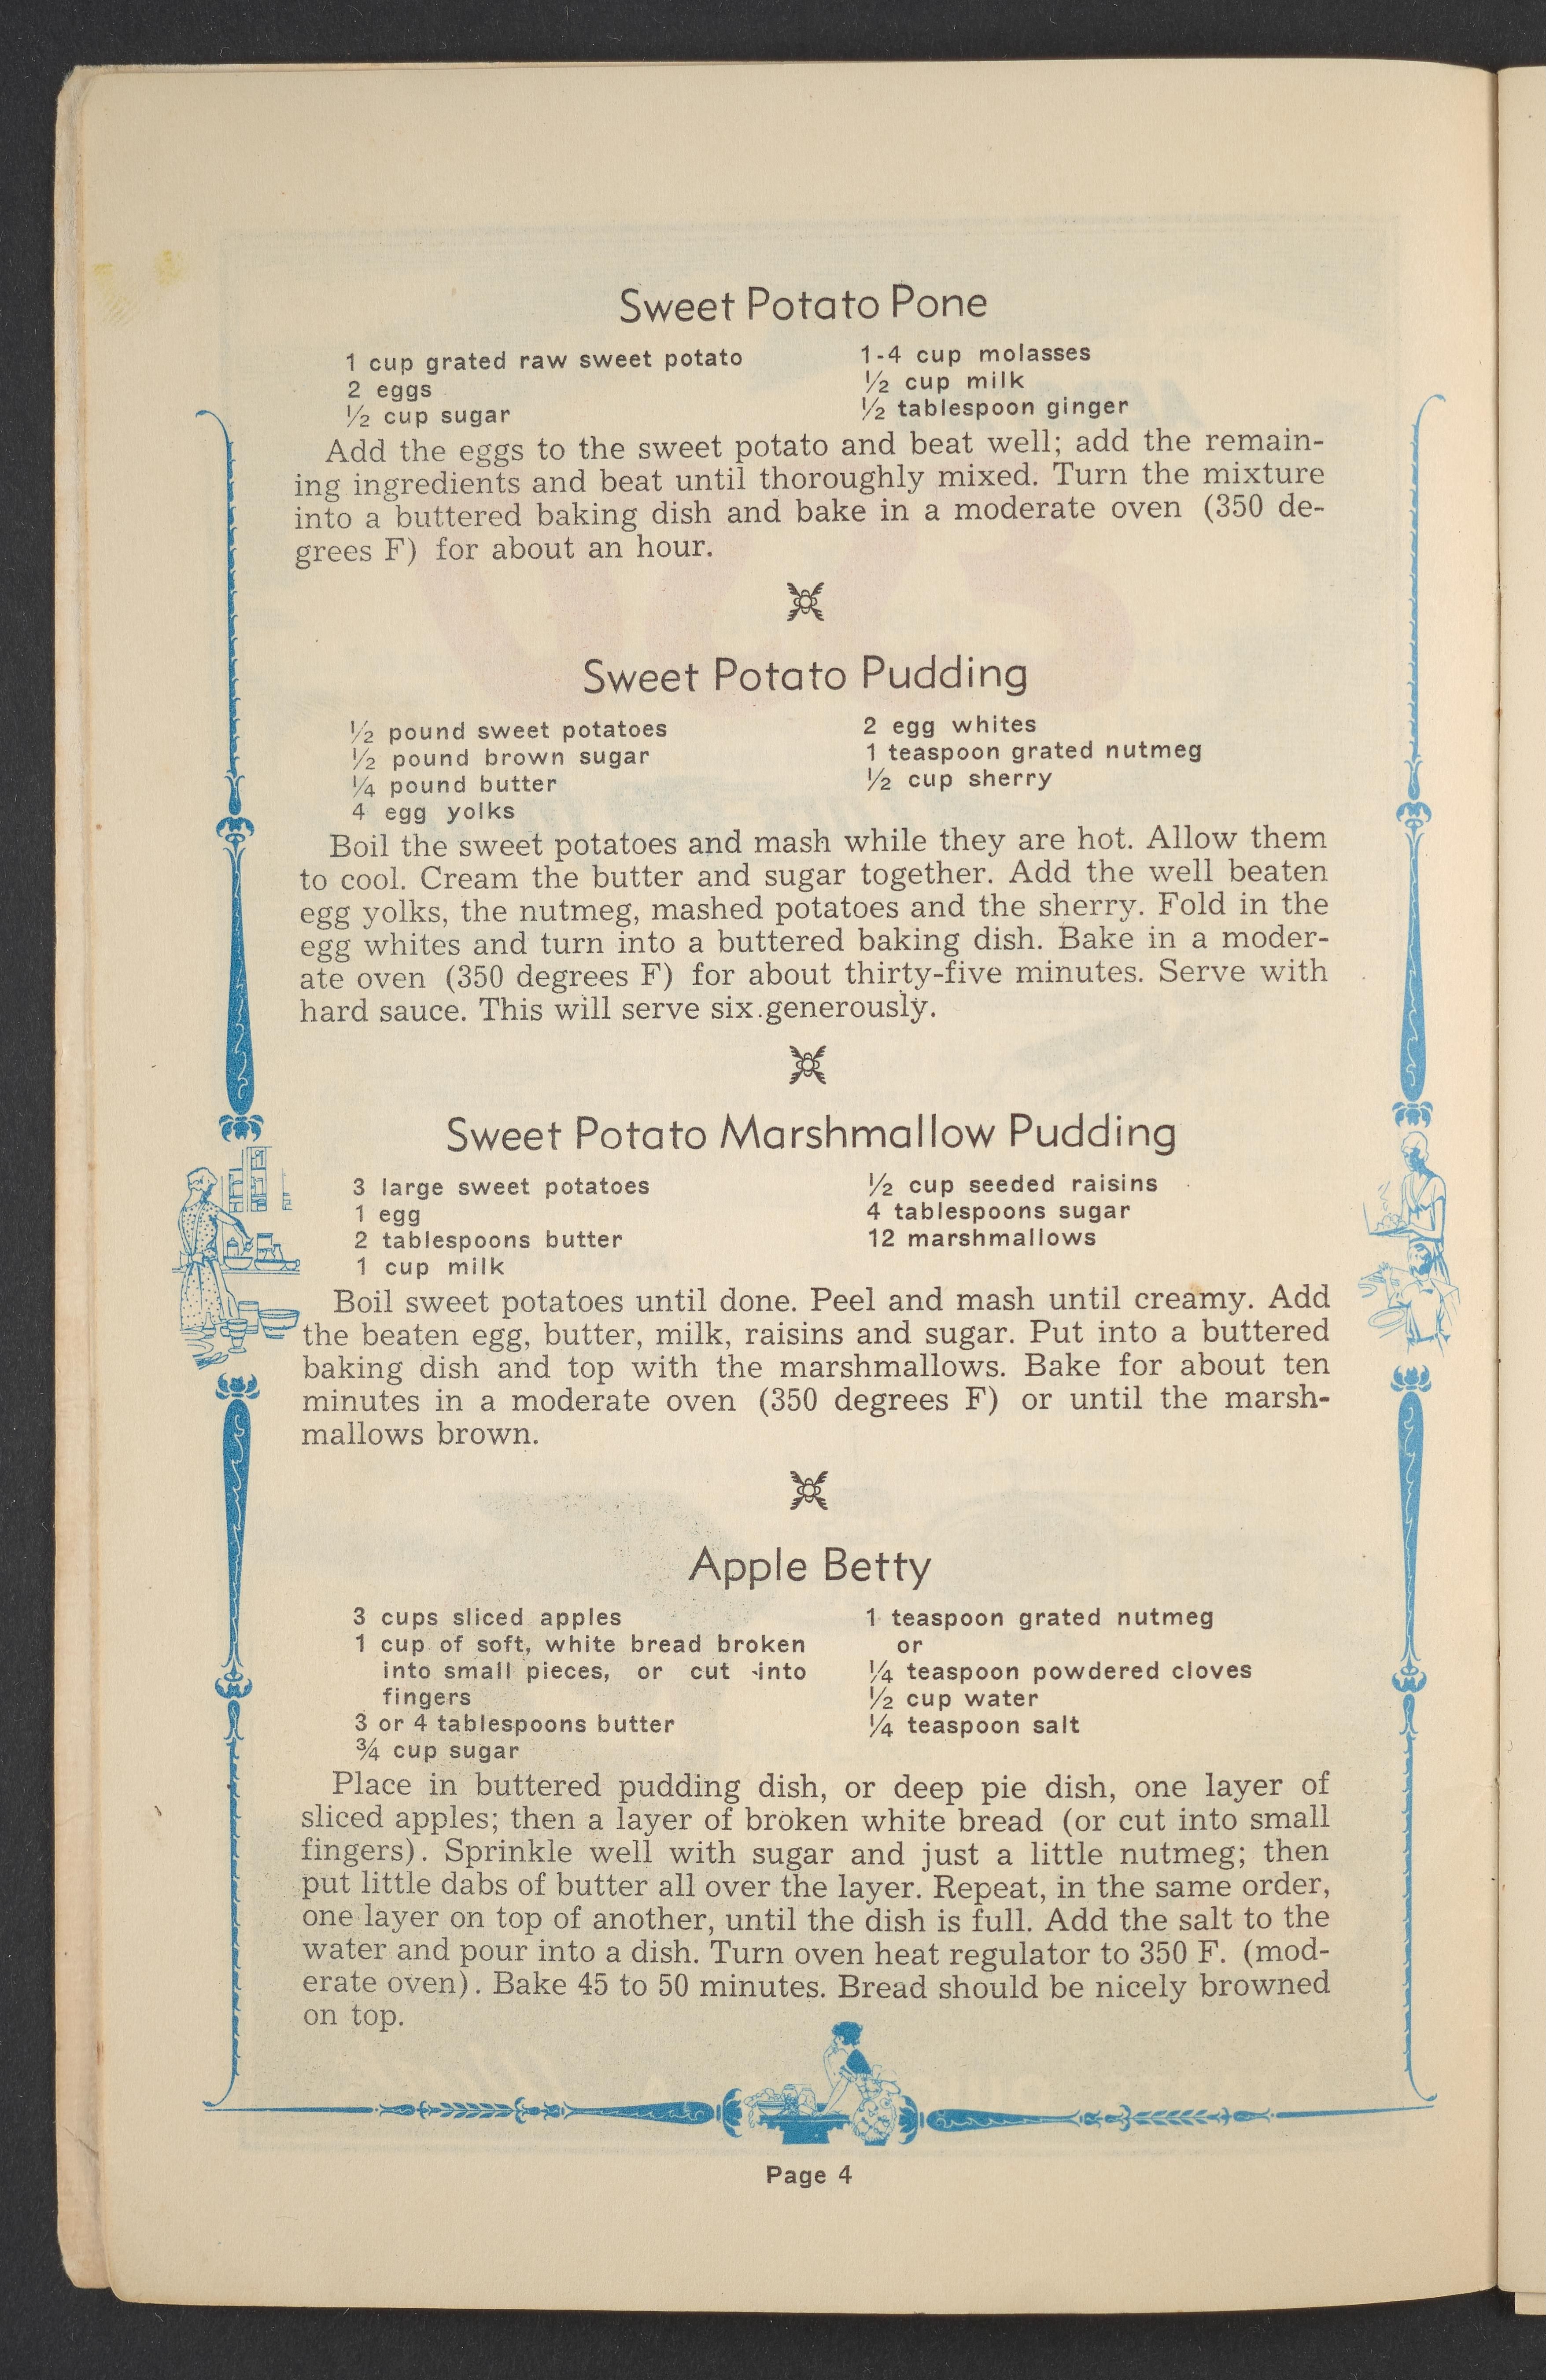 Sweet Potato Pone
1 cup grated raw sweet potato
2 eggs
½ cup sugar
1-4 cup molasses
½ cup milk
½ tablespoon ginger
Add the eggs to the sweet potato and beat well; add the remain-
ing ingredients and beat until thoroughly mixed. Turn the mixture
into a buttered baking dish and bake in a moderate oven (350 de-
grees F) for about an hour.
Sweet Potato Pudding
½ pound sweet potatoes
½ pound brown sugar
¼ pound butter
4 egg yolks
2 egg whites
1 teaspoon grated nutmeg
½ cup sherry
Boil the sweet potatoes and mash while they are hot. Allow them
to cool. Cream the butter and sugar together. Add the well beaten
egg yolks, the nutmeg, mashed potatoes and the sherry. Fold in the
egg whites and turn into a buttered baking dish. Bake in a moder-
ate oven (350 degrees F) for about thirty-five minutes. Serve with
hard sauce. This will serve six generously.
Sweet Potato Marshmallow Pudding
3 large sweet potatoes
1 egg
2 tablespoons butter
1 cup milk
½ cup seeded raisins
4 tablespoons sugar
12 marshmallows
Boil sweet potatoes until done. Peel and mash until creamy. Add
the beaten egg, butter, milk, raisins and sugar. Put into a buttered
baking dish and top with the marshmallows. Bake for about ten
minutes in a moderate oven (350 degrees F) or until the marsh-
mallows brown.
Apple Betty
3 cups sliced apples
1 cup of soft, white bread broken
into small pieces, or cut into
fingers
3 or 4 tablespoons butter
¾ cup sugar
1 teaspoon grated nutmeg
or
¼ teaspoon powdered cloves
½ cup water
¼ teaspoon salt
Place in buttered pudding dish, or deep pie dish, one layer of
sliced apples; then a layer of broken white bread (or cut into small
fingers). Sprinkle well with sugar and just a little nutmeg; then
put little dabs of butter all over the layer. Repeat, in the same order,
one layer on top of another, until the dish is full. Add the salt to the
water and pour into a dish. Turn oven heat regulator to 350 F. (mod-
erate oven). Bake 45 to 50 minutes. Bread should be nicely browned
on top.
Page 4